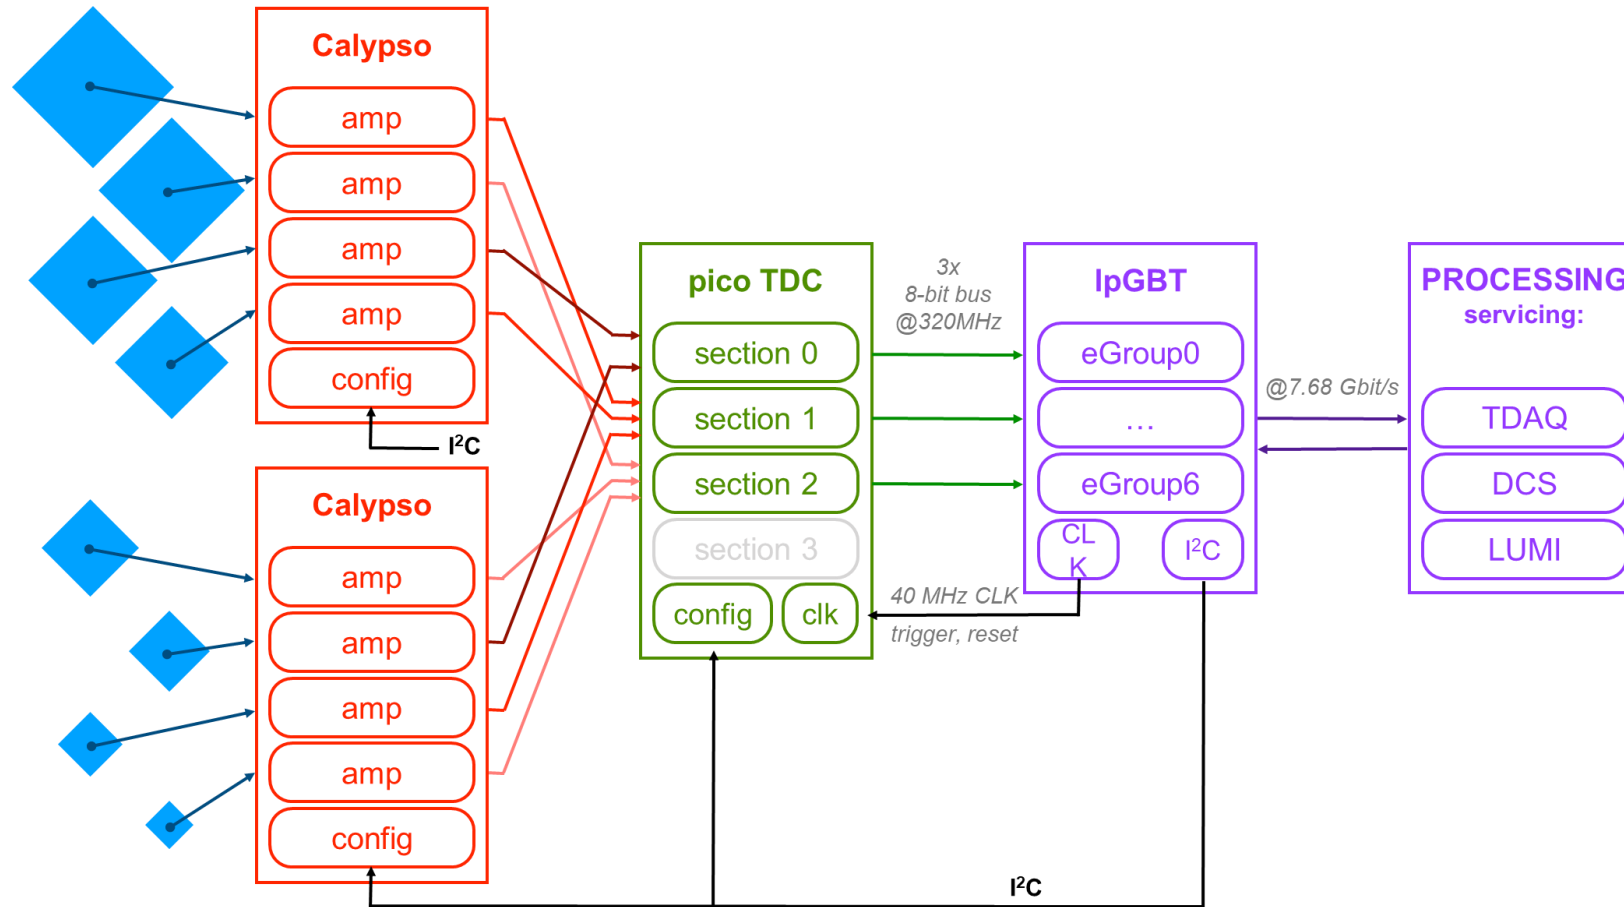 Calypso
amp
amp
amp
amp
config
I²C
Calypso
amp
amp
amp
amp
config
pico TDC
section 0
section 1
section 2
section 3
config
clk
3x
8-bit bus
@320MHz
40 MHz CLK
trigger, reset
lpGBT
eGroup0
...
eGroup6
CL
K
I²C
@7.68 Gbit/s
PROCESSING
servicing:
TDAQ
DCS
LUMI
I²C